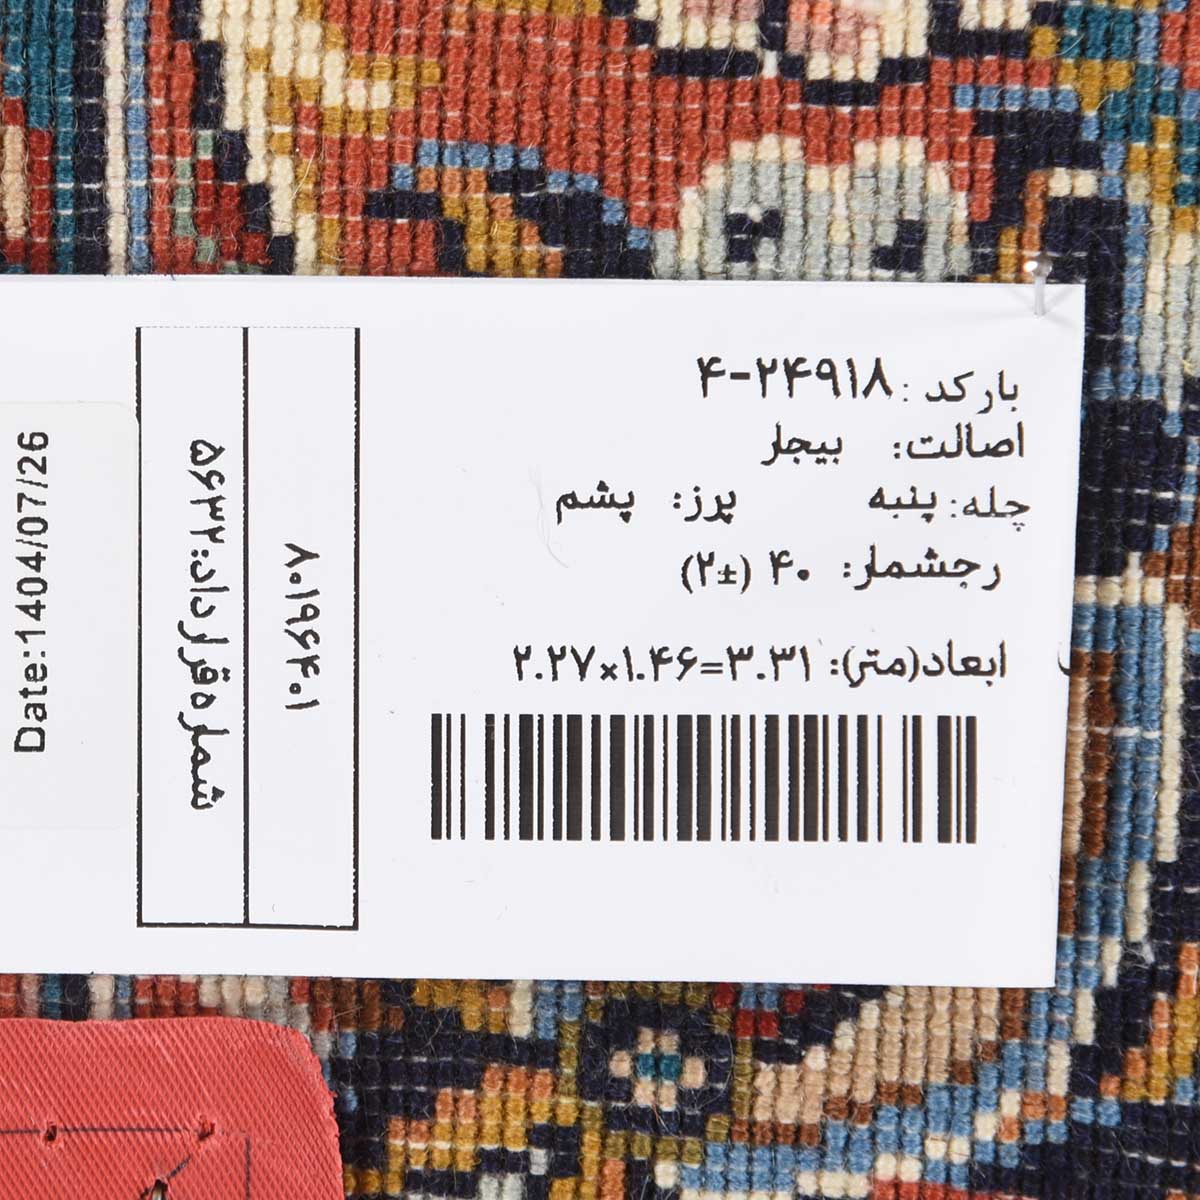 بارکد: ۲۴۹۱۸-۴
اصالت: بیجار
چله: پنبه پرز: پشم
رجشمار: ۴۰ (±۲)
ابعاد(متر): ۲.۲۷×۱.۴۶=۳.۳۱
۸۰۱۹۶۴۰۱
شماره قرارداد: ۵۶۳۲
Date:1404/07/26